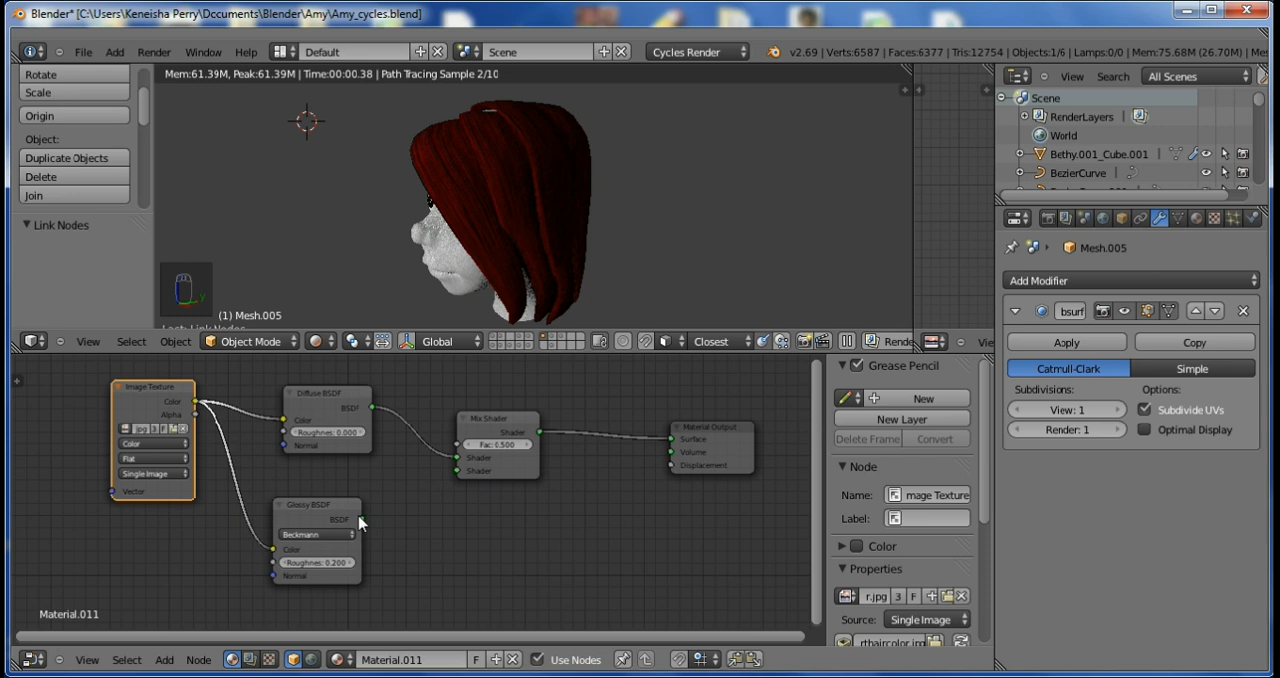 Blender* [C:\Users\Keneisha Perry\Documents\Blender\Amy\Amy_cycles.blend]
File Add Render Window Help Default Scene Cycles Render v2.69 | Verts:6587 | Faces:6377 | Tris:12754 | Objects:1/6 | Lamps:0/0 | Mem:75.68M (26.70M) | Mes
Rotate
Scale
Origin
Object:
Duplicate Objects
Delete
Join
Link Nodes
Mem:61.39M, Peak:61.39M | Time:00:00.38 | Path Tracing Sample 2/10
y
(1) Mesh.005
Last: Link Nodes
View Select Object Object Mode Global Closest Rende Vie
View Search All Scenes
Scene
RenderLayers
World
Bethy.001_Cube.001
BezierCurve
Mesh.005
Add Modifier
bsurf
Apply Copy
Catmull-Clark Simple
Subdivisions: Options:
View: 1 Subdivide UVs
Render: 1 Optimal Display
Image Texture
Color
Alpha
jpg 3 F
Color
Flat
Single Image
Vector
Diffuse BSDF
BSDF
Color
Roughness: 0.000
Normal
Glossy BSDF
BSDF
Beckmann
Color
Roughness: 0.200
Normal
Mix Shader
Shader
Fac: 0.500
Shader
Shader
Material Output
Surface
Volume
Displacement
Material.011
Grease Pencil
New
New Layer
Delete Frame Convert
Node
Name: mage Texture
Label:
Color
Properties
r.jpg 3 F
Source: Single Image
View Select Add Node Material.011 F Use Nodes